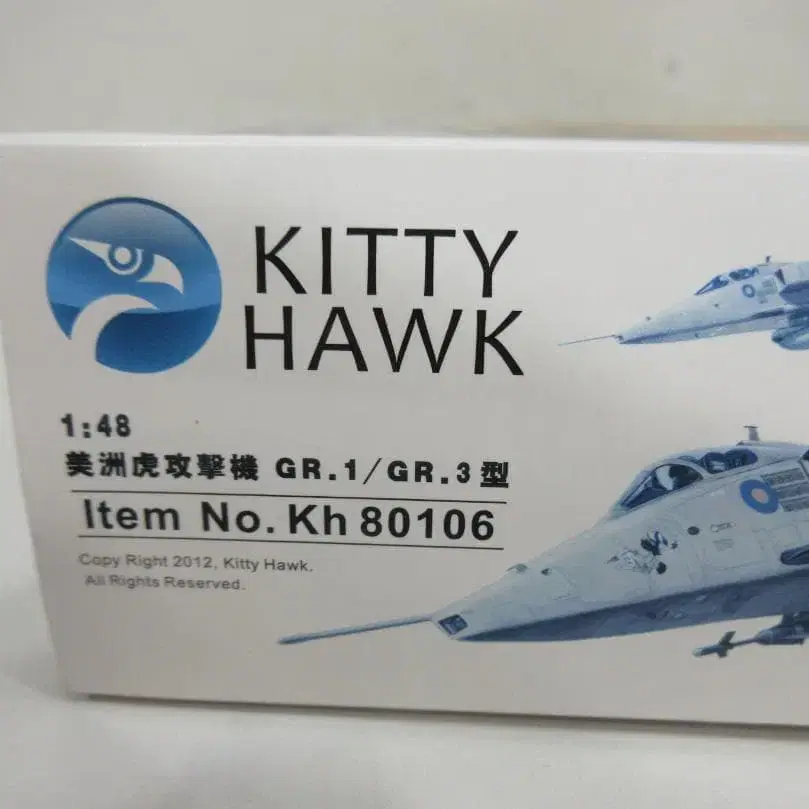 KITTY
HAWK
1:48
美洲虎攻擊機 GR.1/GR.3型
Item No. Kh 80106
Copy Right 2012, Kitty Hawk.
All Rights Reserved.